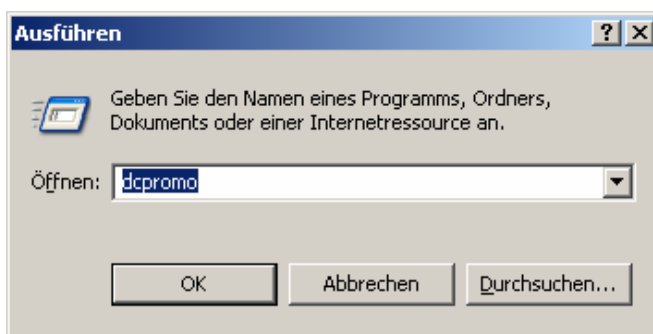 Ausführen
Geben Sie den Namen eines Programms, Ordners,
Dokuments oder einer Internetressource an.
Öffnen: dcpromo
OK Abbrechen Durchsuchen...